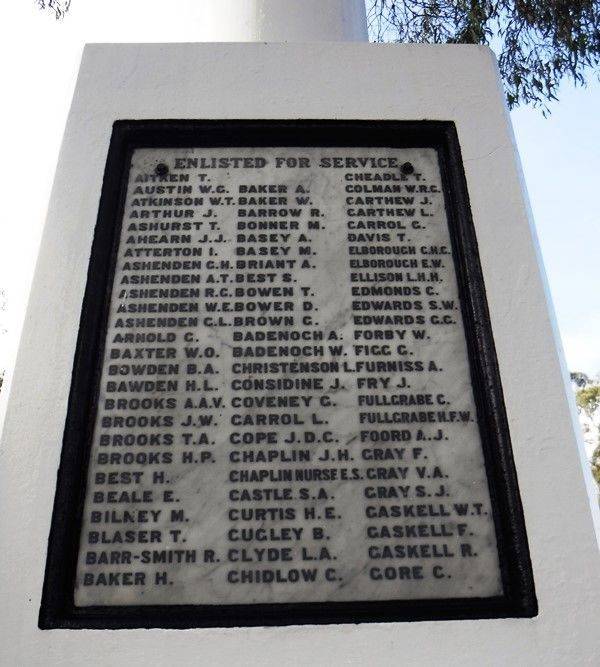 ENLISTED FOR SERVICE
AITKEN T.
AUSTIN W.G.
ATKINSON W.T.
ARTHUR J.
ASHURST T.
AHEARN J.J.
ATTERTON I.
ASHENDEN G.H.
ASHENDEN A.T.
ASHENDEN R.G.
ASHENDEN W.E.
ASHENDEN G.L.
ARNOLD G.
BAXTER W.O.
BOWDEN B.A.
BAWDEN H.L.
BROOKS A.A.V.
BROOKS J.W.
BROOKS T.A.
BROOKS H.P.
BEST H.
BEALE E.
BILNEY M.
BLASER T.
BARR-SMITH R.
BAKER H.
BAKER A.
BAKER W.
BARROW R.
BONNER M.
BASEY A.
BASEY M.
BRIANT A.
BEST S.
BOWEN T.
BOWER D.
BROWN G.
BADENOCH A.
BADENOCH W.
CHRISTENSON L.
CONSIDINE J.
COVENEY G.
CARROL L.
COPE J.D.C.
CHAPLIN J.H.
CHAPLIN NURSE E.S.
CASTLE S.A.
CURTIS H.E.
CUGLEY B.
CLYDE L.A.
CHIDLOW C.
CHEADLE T.
COLMAN W.R.G.
CARTHEW J.
CARTHEW L.
CARROL G.
DAVIS T.
ELBOROUGH G.H.G.
ELBOROUGH E.W.
ELLISON L.H.H.
EDMONDS C.
EDWARDS S.W.
EDWARDS G.G.
FORBY W.
FIGG G.
FURNISS A.
FRY J.
FULLGRABE C.
FULLGRABE H.F.W.
FOORD A.J.
GRAY F.
GRAY V.A.
GRAY S.J.
GASKELL W.T.
GASKELL F.
GASKELL R.
GORE C.